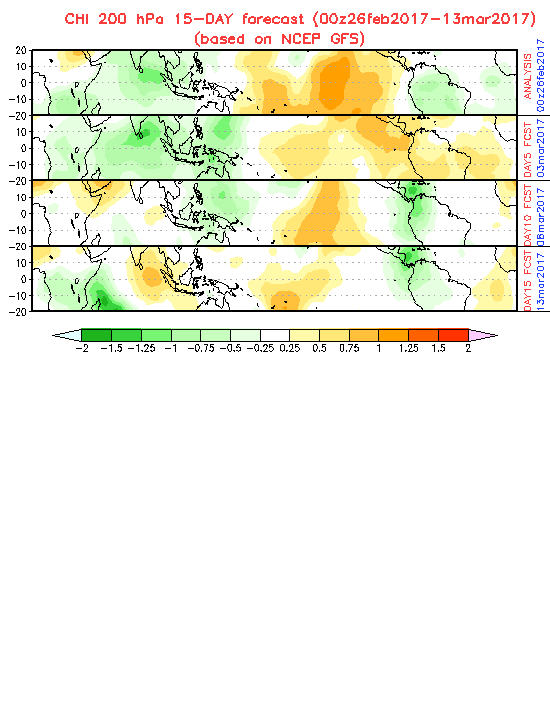 CHI 200 hPa 15-DAY forecast (00z26feb2017-13mar2017)
(based on NCEP GFS)
20
10
0
-10
ANALYSIS
00z26feb2017
20
10
0
-10
DAY5 FCST
03mar2017
20
10
0
-10
DAY10 FCST
08mar2017
20
10
0
-10
-20
DAY15 FCST
13mar2017
-2 -1.5 -1.25 -1 -0.75 -0.5 -0.25 0.25 0.5 0.75 1 1.25 1.5 2